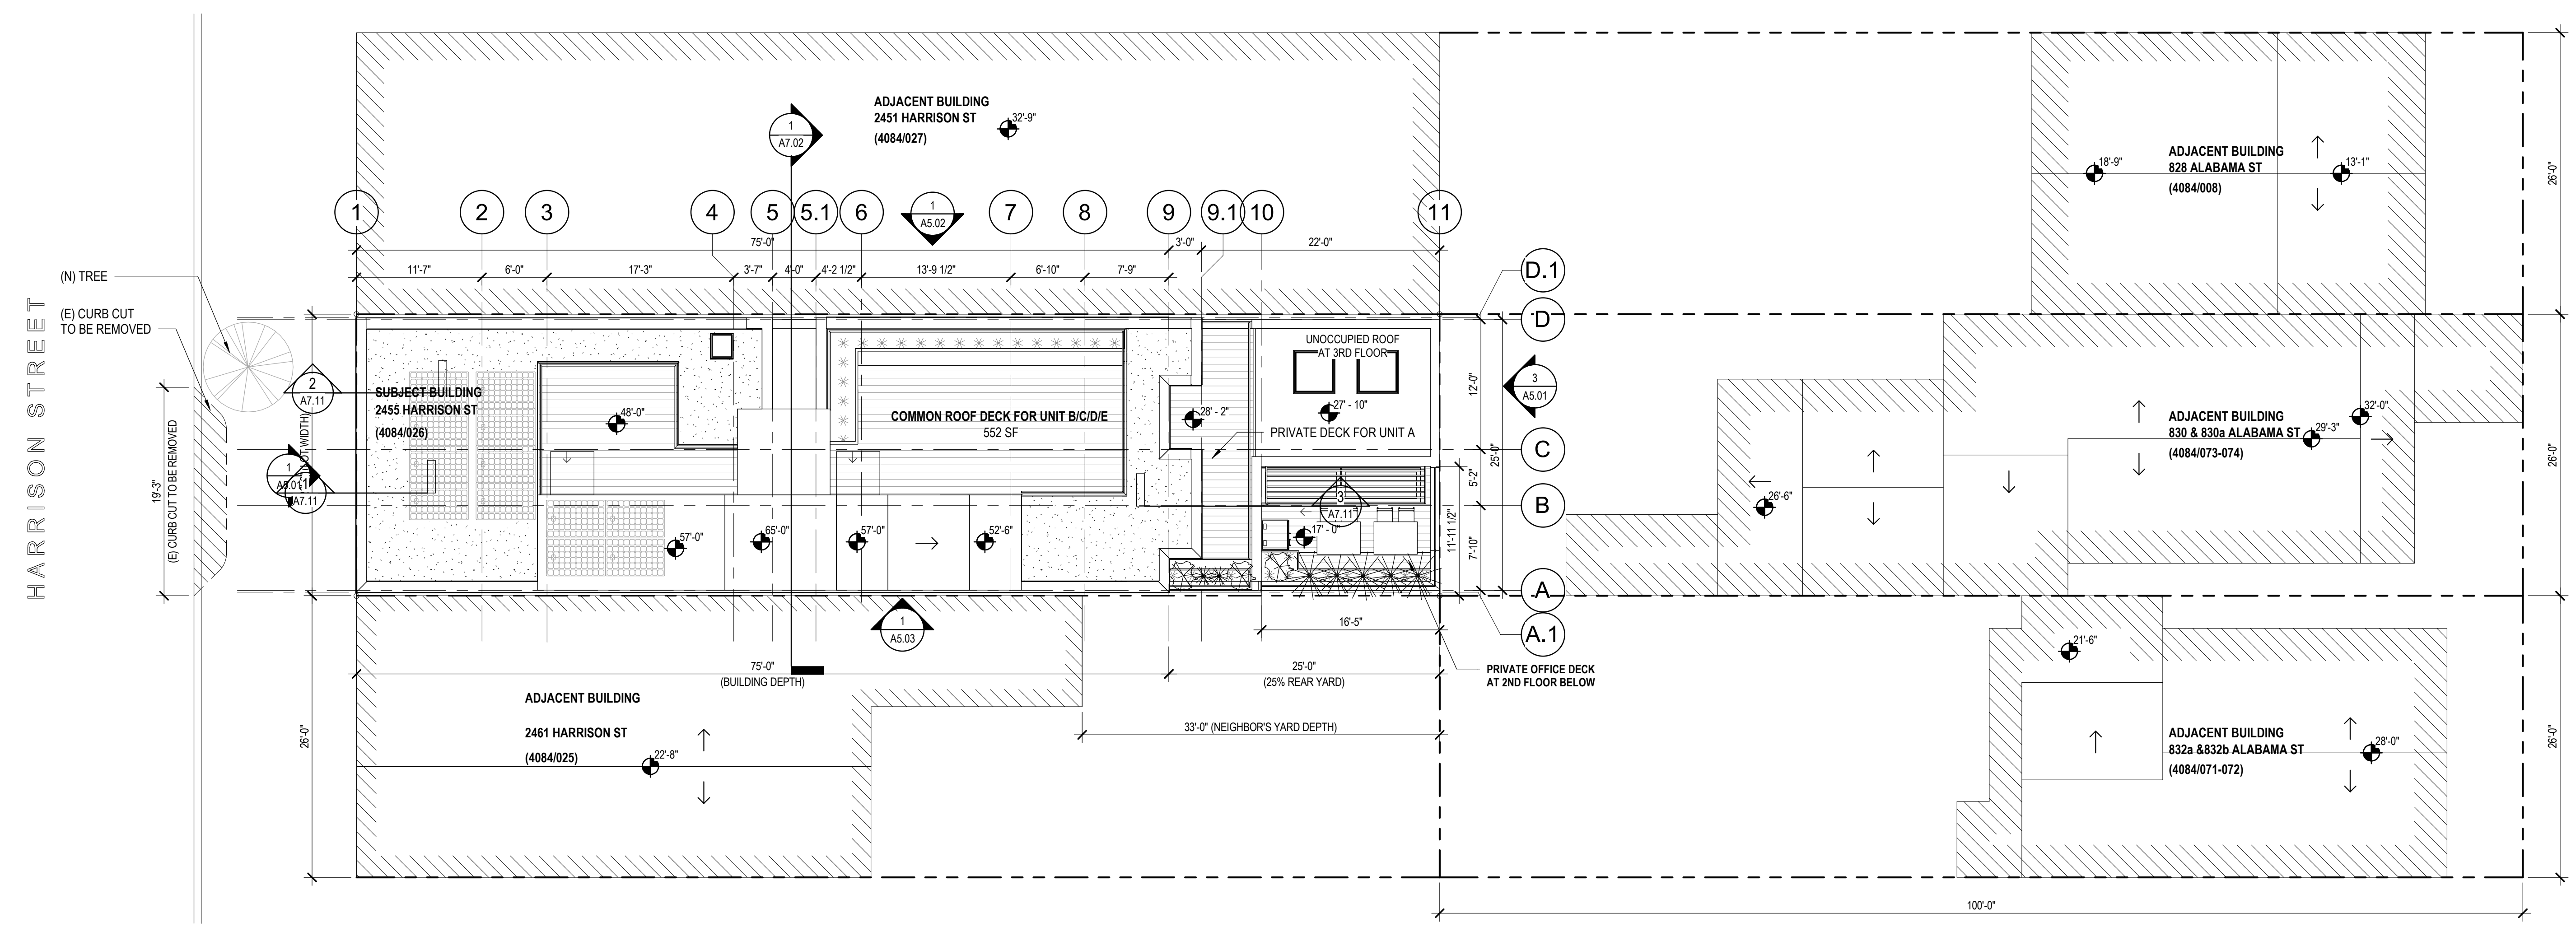 HARRISON STREET
(N) TREE
(E) CURB CUT
TO BE REMOVED
19'-3"
(E) CURB CUT TO BE REMOVED
ADJACENT BUILDING
2451 HARRISON ST
(4084/027)
32'-9"
1
A7.02
1
2
3
4
5
5.1
6
1
A5.02
7
8
9
9.1
10
11
75'-0"
3'-0"
22'-0"
11'-7"
6'-0"
17'-3"
3'-7"
4'-0"
4'-2 1/2"
13'-9 1/2"
6'-10"
7'-9"
D.1
D
C
B
A
A.1
2
A7.11
1
A5.01
1
A7.11
SUBJECT BUILDING
2455 HARRISON ST
(4084/026)
48'-0"
COMMON ROOF DECK FOR UNIT B/C/D/E
552 SF
28' - 2"
UNOCCUPIED ROOF
AT 3RD FLOOR
27' - 10"
PRIVATE DECK FOR UNIT A
3
A5.01
12'-0"
25'-0"
5'-2"
7'-10"
11'-11 1/2"
57'-0"
65'-0"
57'-0"
52'-6"
17' - 0"
3
A7.11
1
A5.03
16'-5"
75'-0"
(BUILDING DEPTH)
25'-0"
(25% REAR YARD)
PRIVATE OFFICE DECK
AT 2ND FLOOR BELOW
33'-0" (NEIGHBOR'S YARD DEPTH)
26'-0"
ADJACENT BUILDING
2461 HARRISON ST
(4084/025)
22'-8"
ADJACENT BUILDING
828 ALABAMA ST
(4084/008)
18'-9"
13'-1"
26'-0"
ADJACENT BUILDING
830 & 830a ALABAMA ST
(4084/073-074)
32'-0"
29'-3"
26'-6"
26'-0"
21'-6"
ADJACENT BUILDING
832a &832b ALABAMA ST
(4084/071-072)
28'-0"
26'-0"
100'-0"